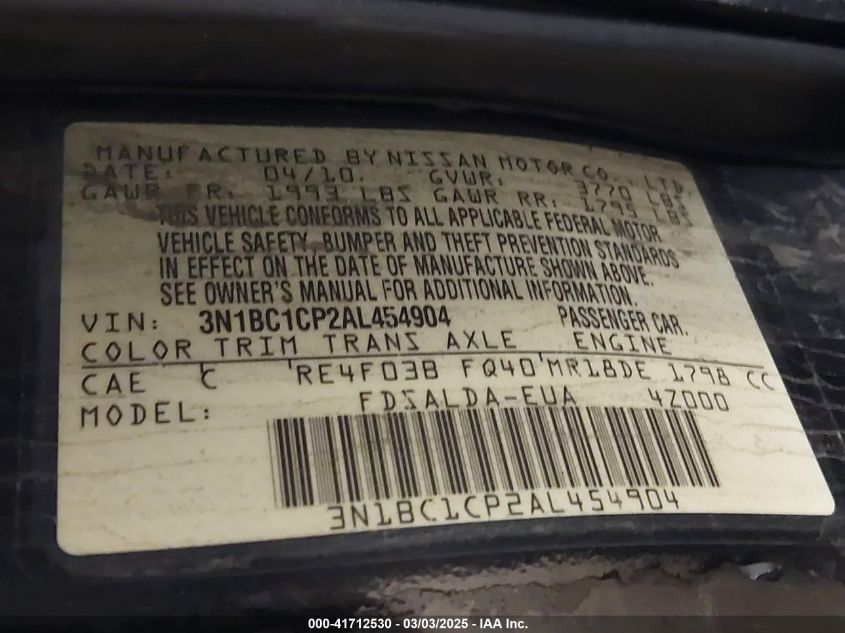 MANUFACTURED BY NISSAN MOTOR CO., LTD.
DATE: 04/10. GVWR: 3770 LBS
GAWR FR: 1993 LBS GAWR RR: 1795 LBS
THIS VEHICLE CONFORMS TO ALL APPLICABLE FEDERAL MOTOR
VEHICLE SAFETY, BUMPER AND THEFT PREVENTION STANDARDS
IN EFFECT ON THE DATE OF MANUFACTURE SHOWN ABOVE.
SEE OWNER'S MANUAL FOR ADDITIONAL INFORMATION.
VIN: 3N1BC1CP2AL454904 PASSENGER CAR.
COLOR TRIM TRANS AXLE ENGINE
CAE C RE4F03B FQ40 MR18DE 1798 CC
MODEL: FDSALDA-EUA 4Z000
3N1BC1CP2AL454904
000-41712530 - 03/03/2025 - IAA Inc.